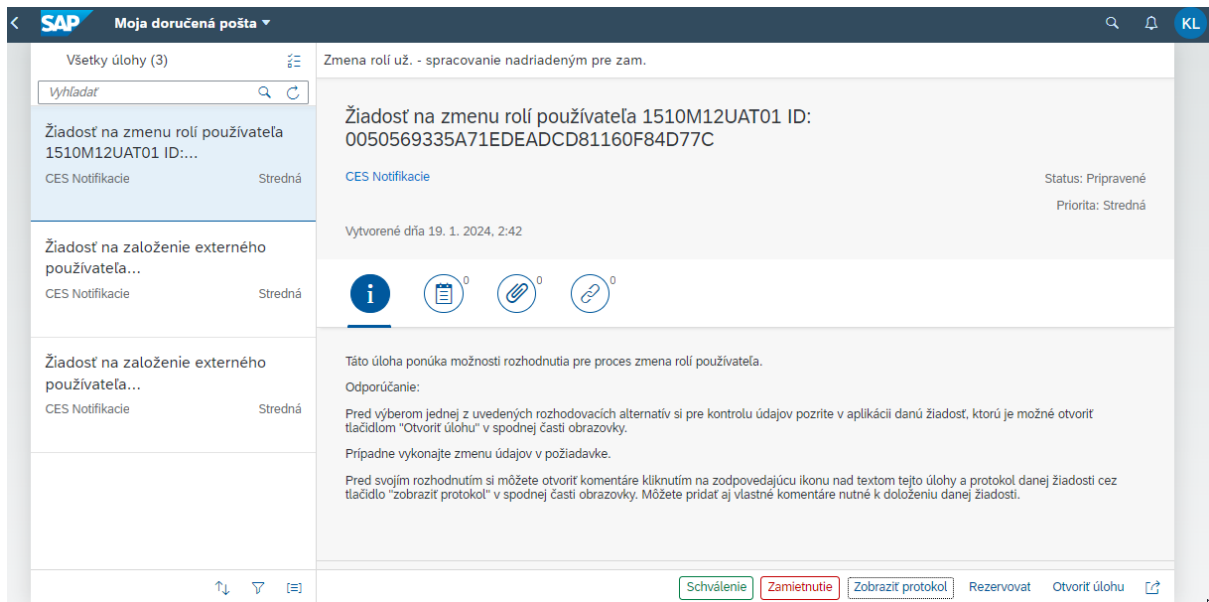 SAP Moja doručená pošta KL
Všetky úlohy (3)
Vyhľadať
Žiadosť na zmenu rolí používateľa
1510M12UAT01 ID:...
CES Notifikacie Stredná
Žiadosť na založenie externého
používateľa...
CES Notifikacie Stredná
Žiadosť na založenie externého
používateľa...
CES Notifikacie Stredná
Zmena rolí už. - spracovanie nadriadeným pre zam.
Žiadosť na zmenu rolí používateľa 1510M12UAT01 ID:
0050569335A71EDEADCD81160F84D77C
CES Notifikacie
Status: Pripravené
Priorita: Stredná
Vytvorené dňa 19. 1. 2024, 2:42
0 0 0
Táto úloha ponúka možnosti rozhodnutia pre proces zmena rolí používateľa.
Odporúčanie:
Pred výberom jednej z uvedených rozhodovacích alternatív si pre kontrolu údajov pozrite v aplikácii danú žiadosť, ktorú je možné otvoriť
tlačidlom "Otvoriť úlohu" v spodnej časti obrazovky.
Prípadne vykonajte zmenu údajov v požiadavke.
Pred svojím rozhodnutím si môžete otvoriť komentáre kliknutím na zodpovedajúcu ikonu nad textom tejto úlohy a protokol danej žiadosti cez
tlačidlo "zobraziť protokol" v spodnej časti obrazovky. Môžete pridať aj vlastné komentáre nutné k doloženiu danej žiadosti.
Schválenie Zamietnutie Zobraziť protokol Rezervovat Otvoriť úlohu